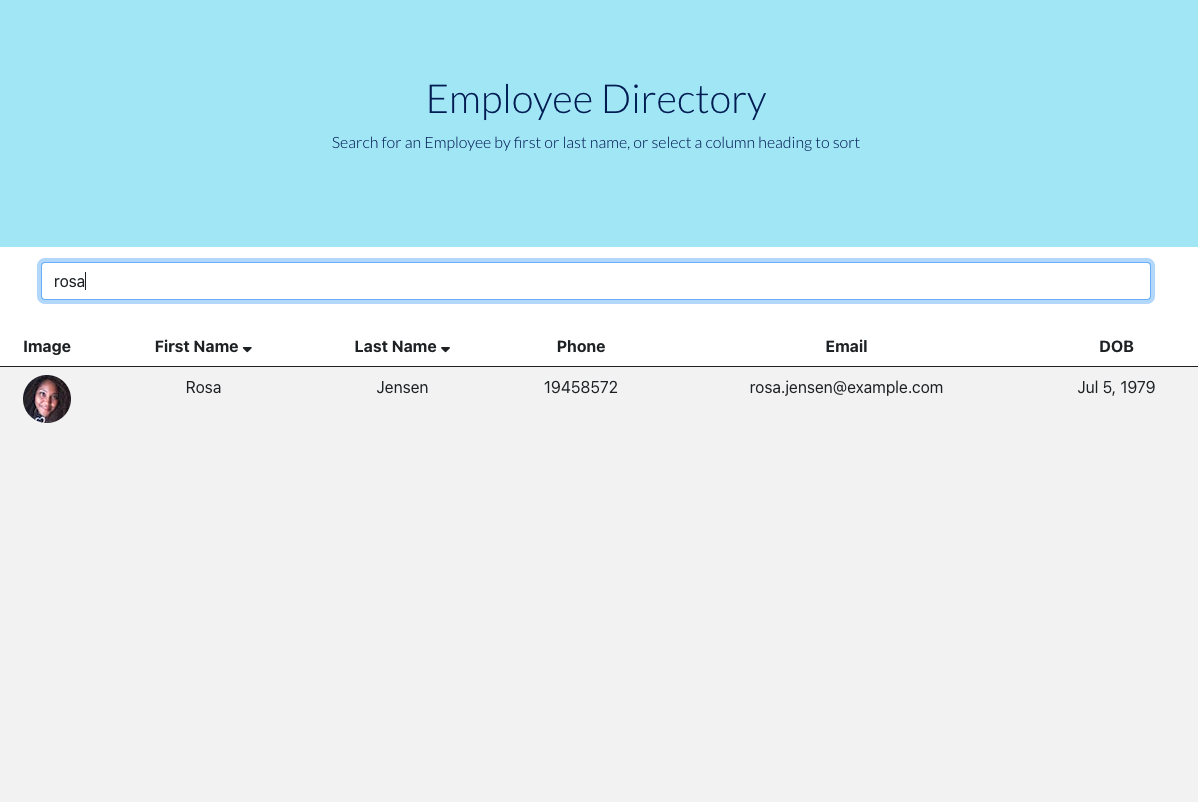 Employee Directory
Search for an Employee by first or last name, or select a column heading to sort
rosa
Image First Name Last Name Phone Email DOB
Rosa Jensen 19458572 rosa.jensen@example.com Jul 5, 1979